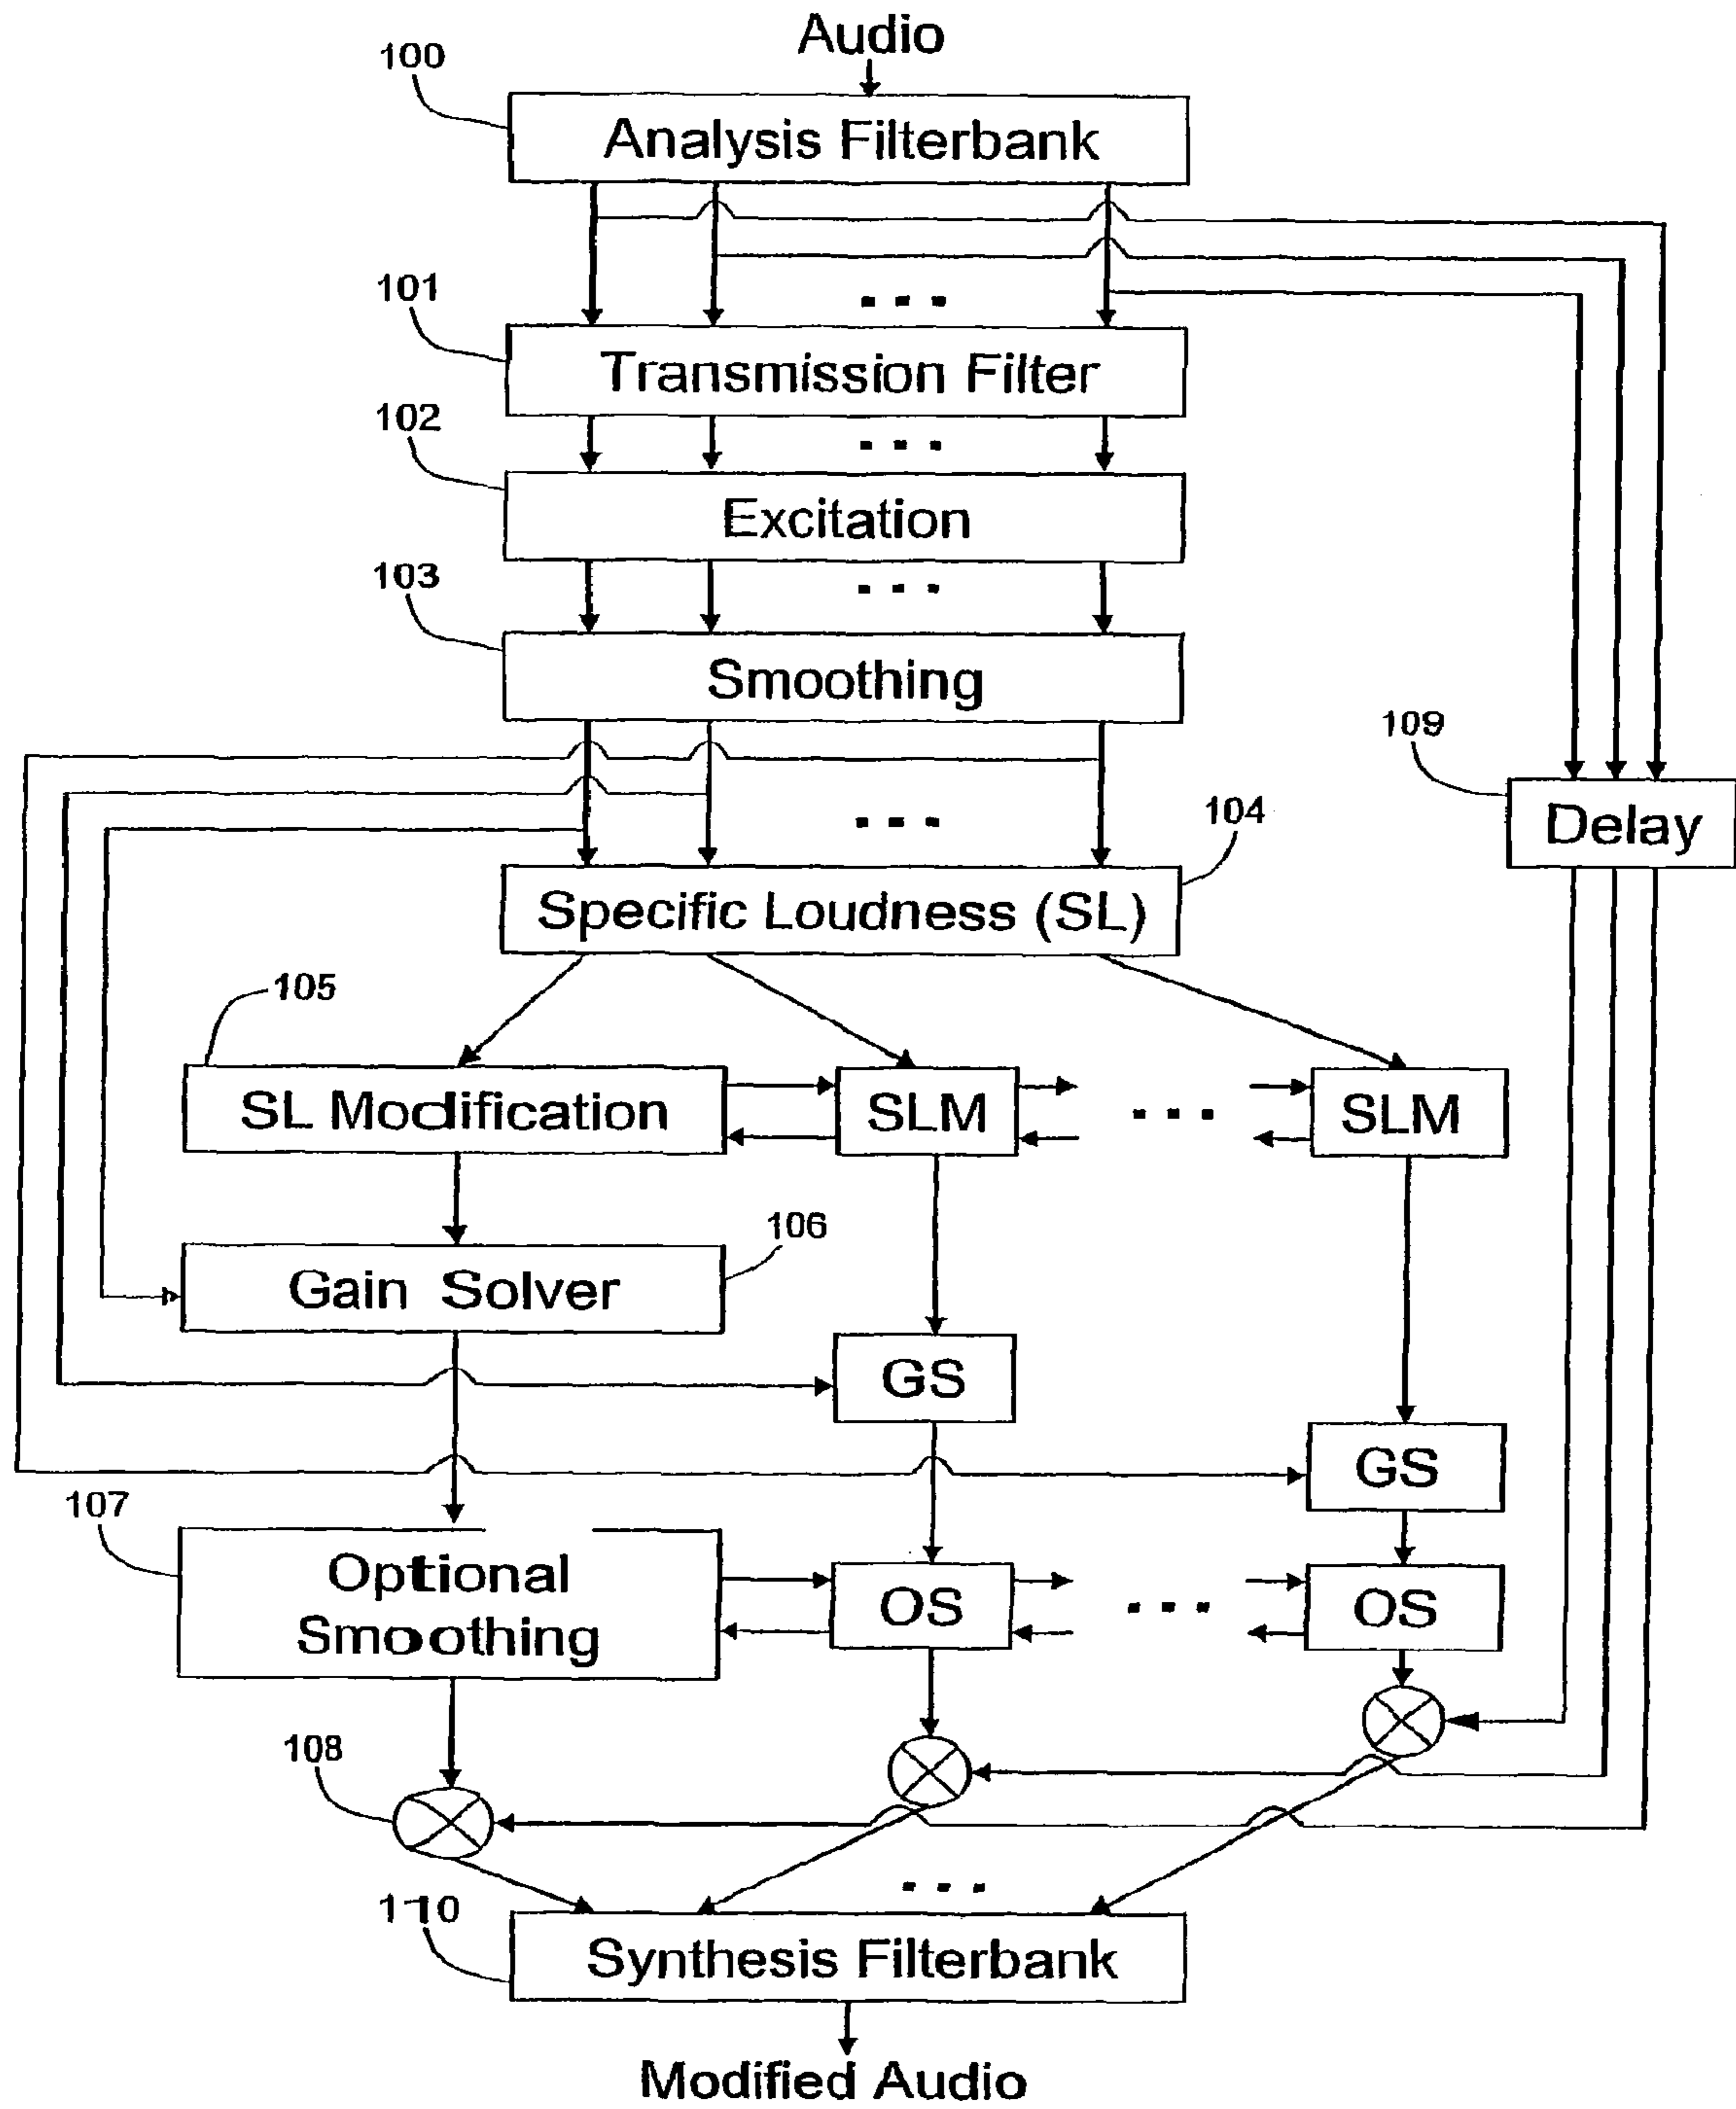 Audio
100
Analysis Filterbank
101
. . .
Transmission Filter
102
. . .
Excitation
103
. . .
Smoothing
109
Delay
. . .
104
Specific Loudness (SL)
105
SL Modification
SLM
. . .
SLM
106
Gain Solver
GS
GS
107
Optional
Smoothing
OS
. . .
OS
108
. . .
110
Synthesis Filterbank
Modified Audio